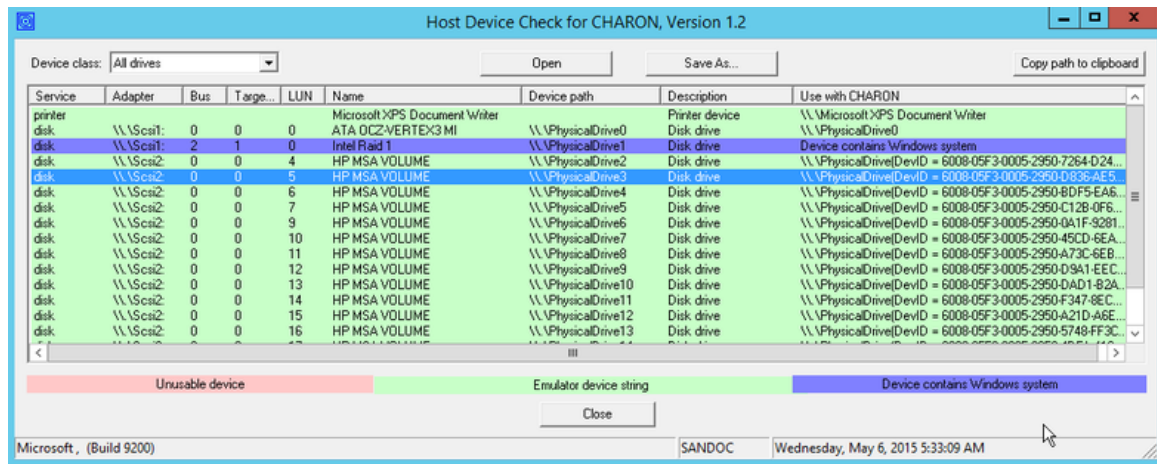 Host Device Check for CHARON, Version 1.2
Device class: All drives Open Save As... Copy path to clipboard
Service Adapter Bus Targe... LUN Name Device path Description Use with CHARON
printer Microsoft XPS Document Writer Printer device \\.\Microsoft XPS Document Writer
disk \\.\Scsi1: 0 0 0 ATA OCZ-VERTEX3 MI \\.\PhysicalDrive0 Disk drive \\.\PhysicalDrive0
disk \\.\Scsi1: 2 1 0 Intel Raid 1 \\.\PhysicalDrive1 Disk drive Device contains Windows system
disk \\.\Scsi2: 0 0 4 HP MSA VOLUME \\.\PhysicalDrive2 Disk drive \\.\PhysicalDrive(DevID = 6008-05F3-0005-2950-7264-D24...
disk \\.\Scsi2: 0 0 5 HP MSA VOLUME \\.\PhysicalDrive3 Disk drive \\.\PhysicalDrive(DevID = 6008-05F3-0005-2950-D836-AE5...
disk \\.\Scsi2: 0 0 6 HP MSA VOLUME \\.\PhysicalDrive4 Disk drive \\.\PhysicalDrive(DevID = 6008-05F3-0005-2950-BDF5-EA6...
disk \\.\Scsi2: 0 0 7 HP MSA VOLUME \\.\PhysicalDrive5 Disk drive \\.\PhysicalDrive(DevID = 6008-05F3-0005-2950-C12B-0F6...
disk \\.\Scsi2: 0 0 9 HP MSA VOLUME \\.\PhysicalDrive6 Disk drive \\.\PhysicalDrive(DevID = 6008-05F3-0005-2950-0A1F-9281...
disk \\.\Scsi2: 0 0 10 HP MSA VOLUME \\.\PhysicalDrive7 Disk drive \\.\PhysicalDrive(DevID = 6008-05F3-0005-2950-45CD-6EA...
disk \\.\Scsi2: 0 0 11 HP MSA VOLUME \\.\PhysicalDrive8 Disk drive \\.\PhysicalDrive(DevID = 6008-05F3-0005-2950-A73C-6EB...
disk \\.\Scsi2: 0 0 12 HP MSA VOLUME \\.\PhysicalDrive9 Disk drive \\.\PhysicalDrive(DevID = 6008-05F3-0005-2950-D9A1-EEC...
disk \\.\Scsi2: 0 0 13 HP MSA VOLUME \\.\PhysicalDrive10 Disk drive \\.\PhysicalDrive(DevID = 6008-05F3-0005-2950-DAD1-B2A...
disk \\.\Scsi2: 0 0 14 HP MSA VOLUME \\.\PhysicalDrive11 Disk drive \\.\PhysicalDrive(DevID = 6008-05F3-0005-2950-F347-8EC...
disk \\.\Scsi2: 0 0 15 HP MSA VOLUME \\.\PhysicalDrive12 Disk drive \\.\PhysicalDrive(DevID = 6008-05F3-0005-2950-A21D-A6E...
disk \\.\Scsi2: 0 0 16 HP MSA VOLUME \\.\PhysicalDrive13 Disk drive \\.\PhysicalDrive(DevID = 6008-05F3-0005-2950-5748-FF3C...
Unusable device Emulator device string Device contains Windows system
Close
Microsoft , (Build 9200) SANDOC Wednesday, May 6, 2015 5:33:09 AM